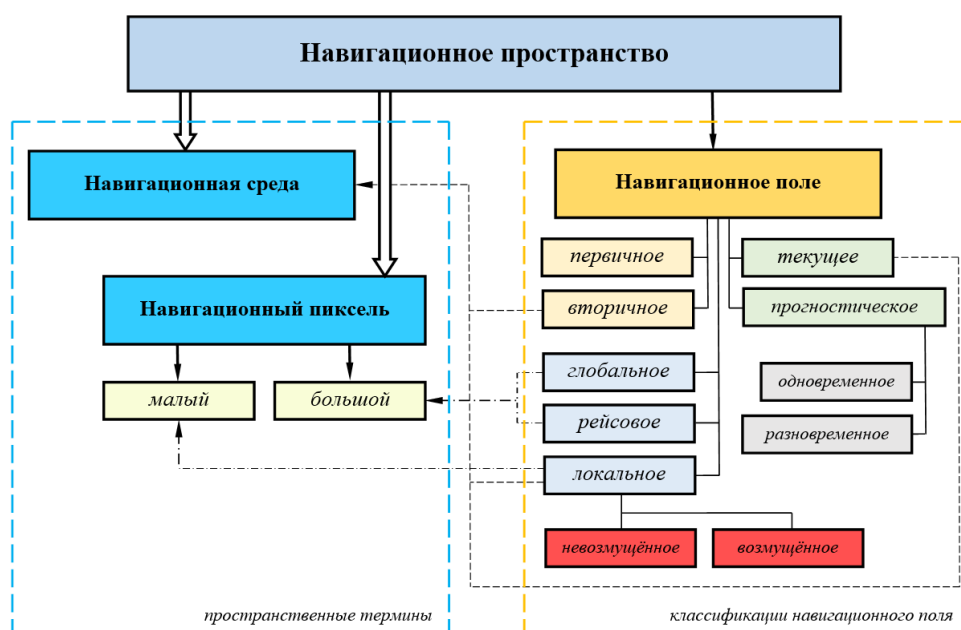 Навигационное пространство
Навигационная среда
Навигационный пиксель
малый
большой
пространственные термины
Навигационное поле
первичное
вторичное
текущее
прогностическое
глобальное
рейсовое
локальное
одновременное
разновременное
невозмущённое
возмущённое
классификации навигационного поля